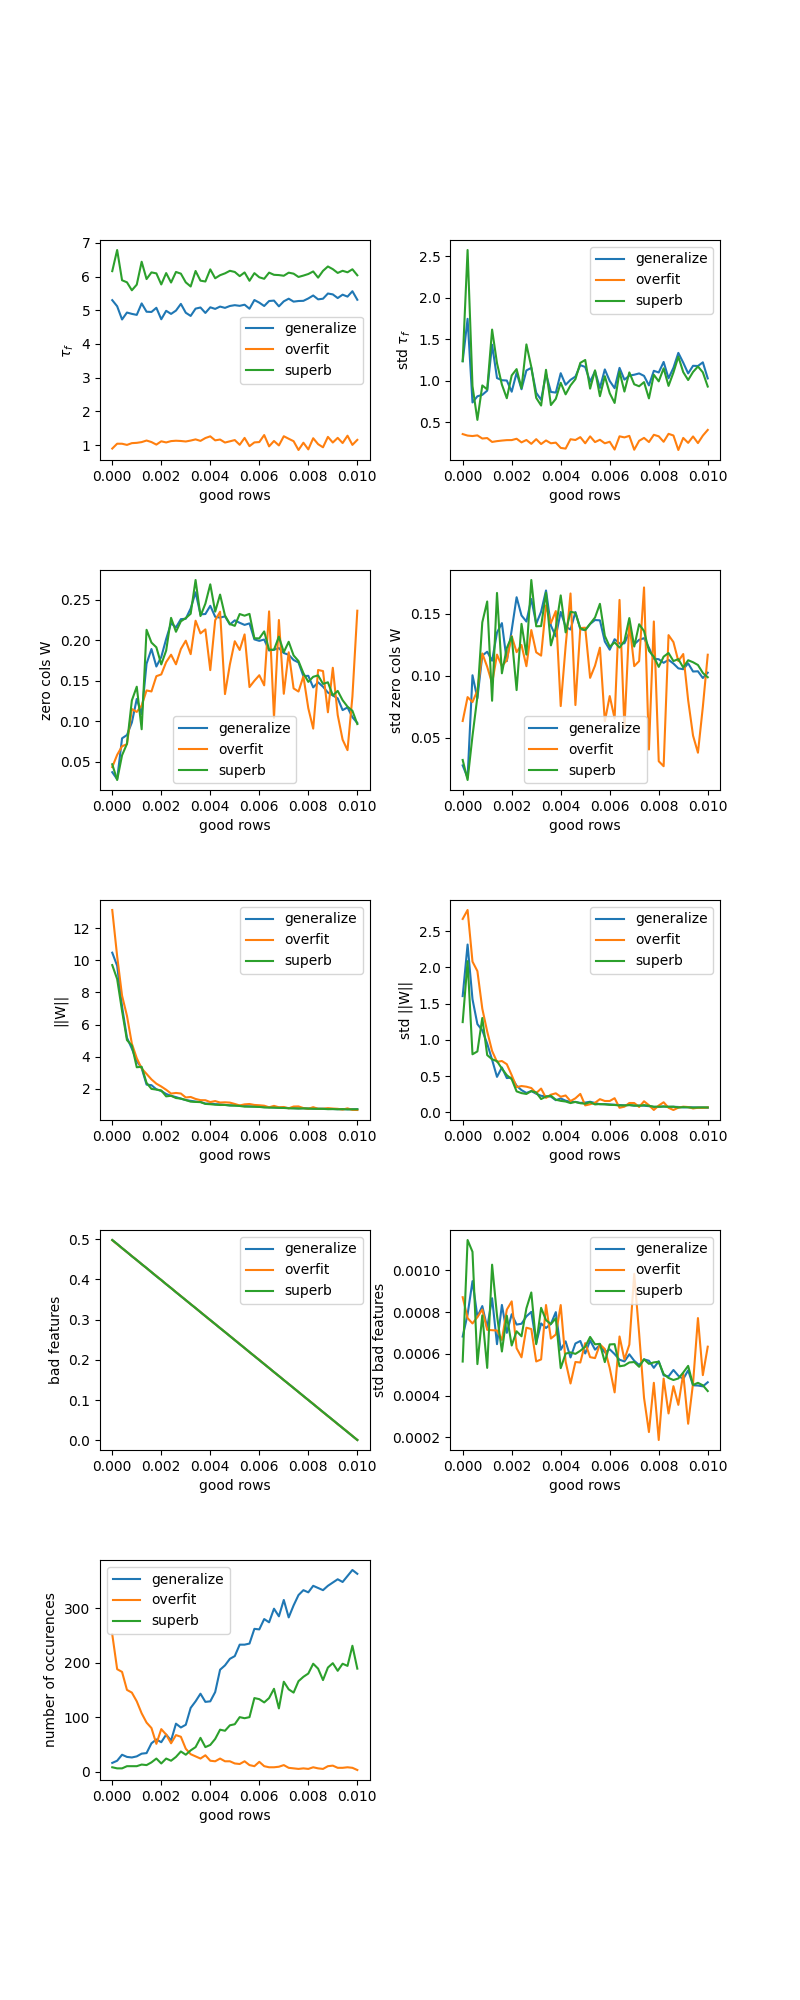 7
6
5
4
3
2
1
τf
generalize
overfit
superb
0.000 0.002 0.004 0.006 0.008 0.010
good rows
2.5
2.0
1.5
1.0
0.5
std τf
generalize
overfit
superb
0.000 0.002 0.004 0.006 0.008 0.010
good rows
0.25
0.20
0.15
0.10
0.05
zero cols W
generalize
overfit
superb
0.000 0.002 0.004 0.006 0.008 0.010
good rows
0.15
0.10
0.05
std zero cols W
generalize
overfit
superb
0.000 0.002 0.004 0.006 0.008 0.010
good rows
12
10
8
6
4
2
||W||
generalize
overfit
superb
0.000 0.002 0.004 0.006 0.008 0.010
good rows
2.5
2.0
1.5
1.0
0.5
0.0
std ||W||
generalize
overfit
superb
0.000 0.002 0.004 0.006 0.008 0.010
good rows
0.5
0.4
0.3
0.2
0.1
0.0
bad features
generalize
overfit
superb
0.000 0.002 0.004 0.006 0.008 0.010
good rows
0.0010
0.0008
0.0006
0.0004
0.0002
std bad features
generalize
overfit
superb
0.000 0.002 0.004 0.006 0.008 0.010
good rows
300
200
100
0
number of occurences
generalize
overfit
superb
0.000 0.002 0.004 0.006 0.008 0.010
good rows